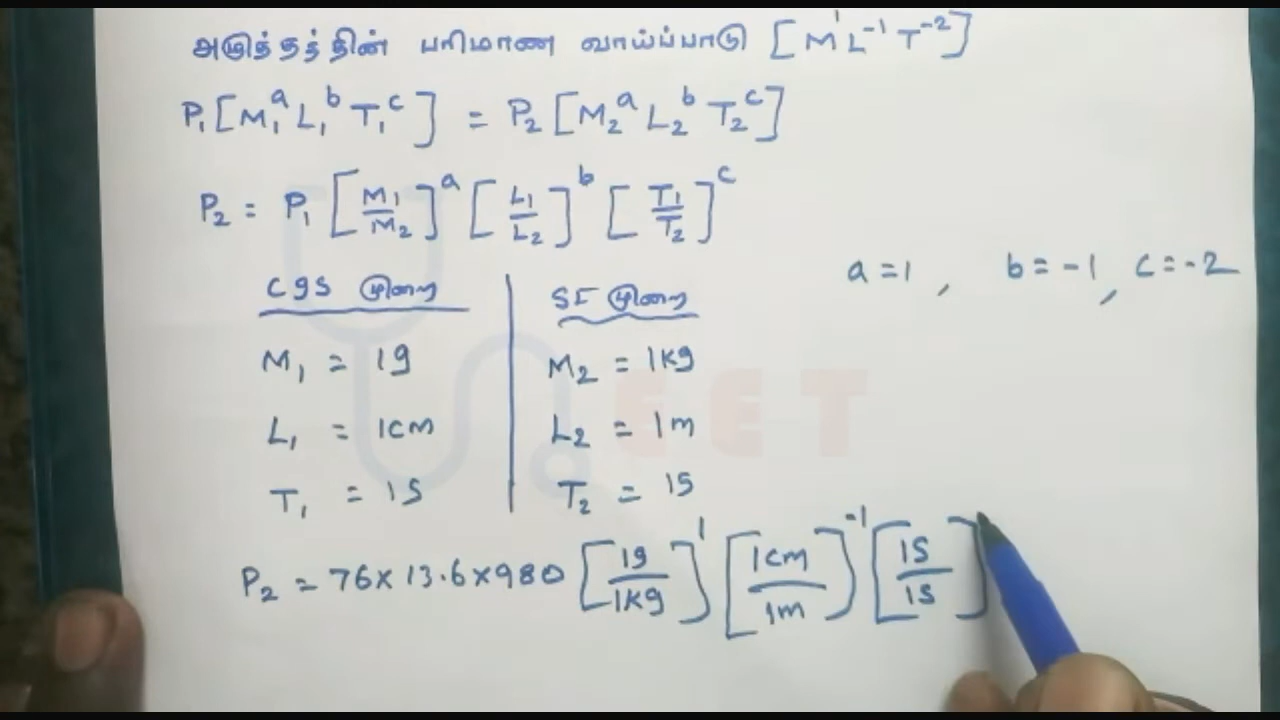 அழுத்தத்தின் பரிமாண வாய்ப்பாடு [M¹L⁻¹T⁻²]
P₁[M₁ᵃ L₁ᵇ T₁ᶜ] = P₂[M₂ᵃ L₂ᵇ T₂ᶜ]
P₂ = P₁ [M₁/M₂]ᵃ [L₁/L₂]ᵇ [T₁/T₂]ᶜ
a = 1, b = -1, c = -2
CGS முறை SI முறை
M₁ = 1g M₂ = 1kg
L₁ = 1cm L₂ = 1m
T₁ = 1s T₂ = 1s
P₂ = 76 x 13.6 x 980 [1g/1kg]¹ [1cm/1m]⁻¹ [1s/1s]